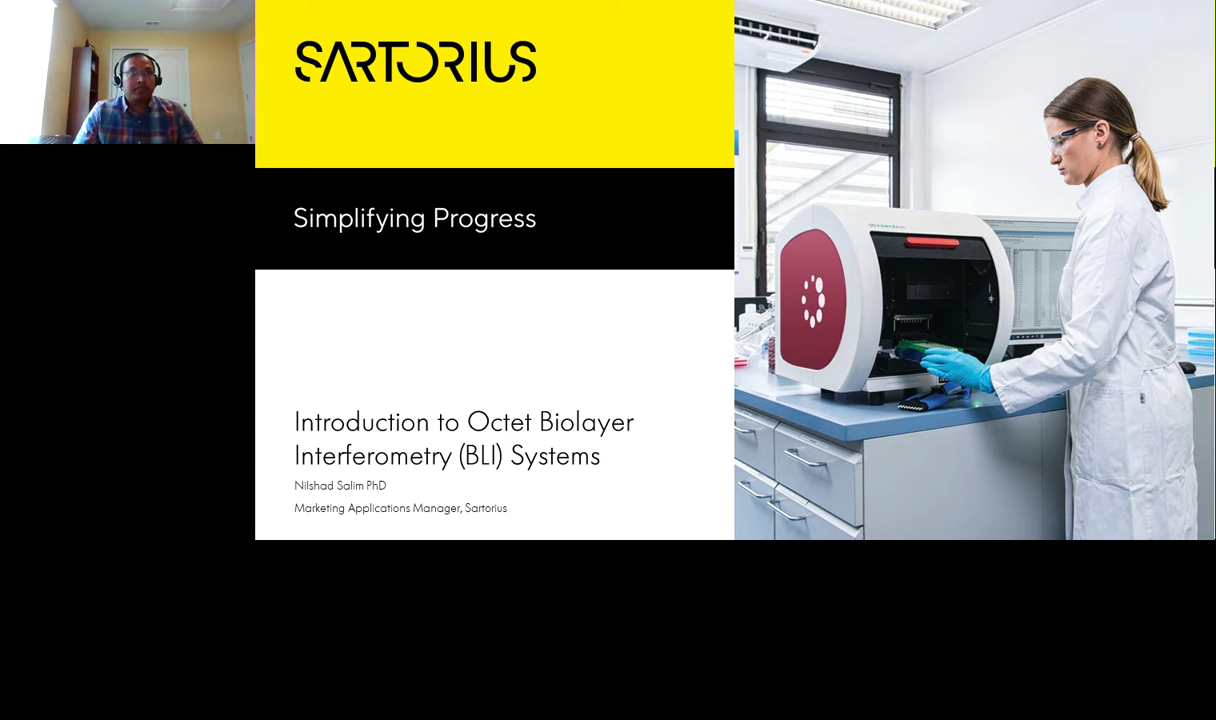 SARTORIUS
Simplifying Progress
Introduction to Octet Biolayer
Interferometry (BLI) Systems
Nilshad Salim PhD
Marketing Applications Manager, Sartorius